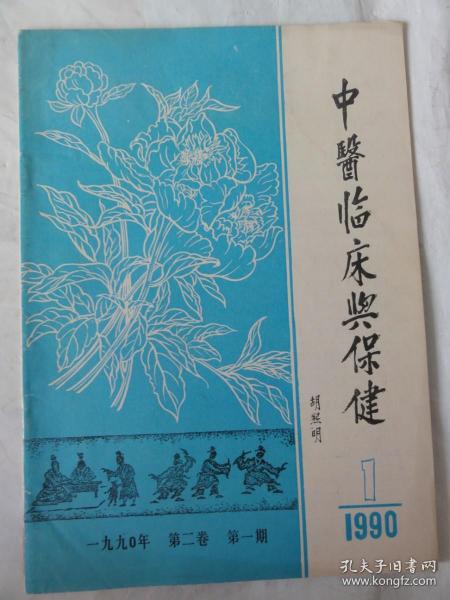 中醫临床與保健
胡熙明
1
1990
一九九0年 第二卷 第一期
孔夫子旧书网
www.kongfz.com